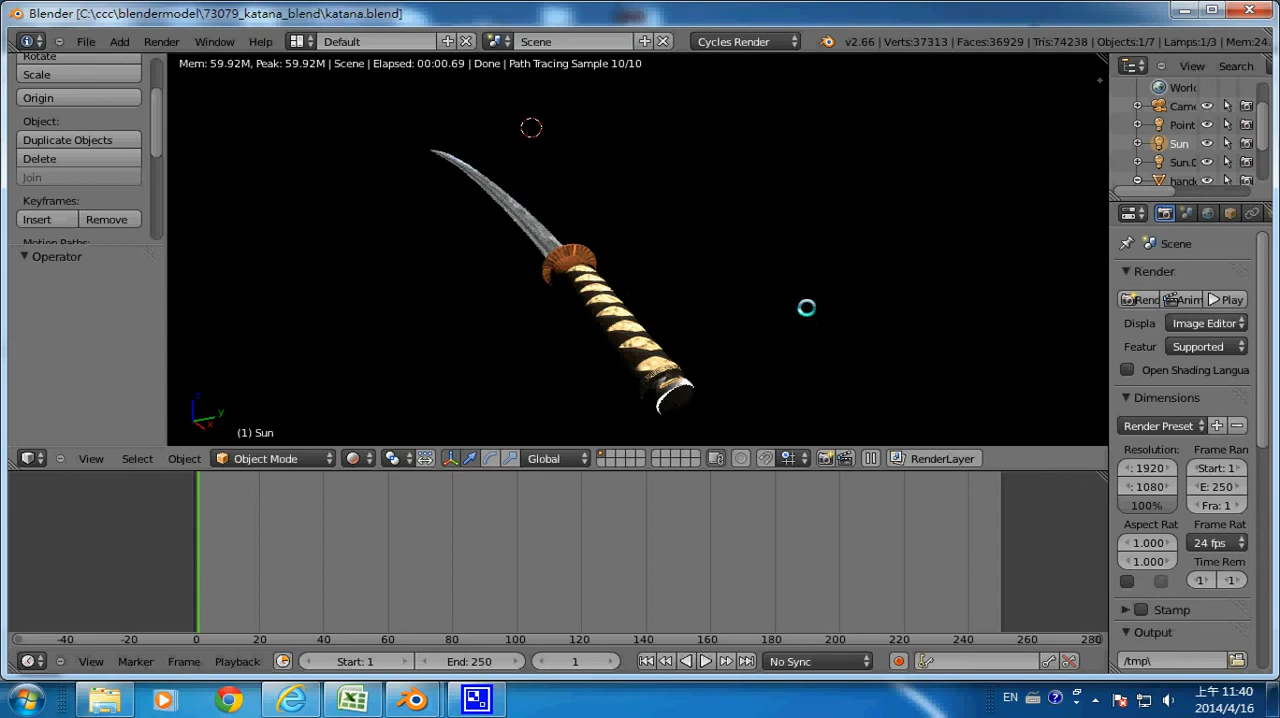 Blender [C:\ccc\blendermodel\73079_katana_blend\katana.blend]
File Add Render Window Help Default Scene Cycles Render v2.66 | Verts:37313 | Faces:36929 | Tris:74238 | Objects:1/7 | Lamps:1/3 | Mem:24.
Rotate
Scale
Origin
Object:
Duplicate Objects
Delete
Join
Keyframes:
Insert Remove
Motion Paths:
Operator
Mem: 59.92M, Peak: 59.92M | Scene | Elapsed: 00:00.69 | Done | Path Tracing Sample 10/10
z
y
x
(1) Sun
View Select Object Object Mode Global RenderLayer
View Search
World
Came
Point
Sun
Sun.0
hand
Scene
Render
Rend Anim Play
Displa Image Editor
Featur Supported
Open Shading Langua
Dimensions
Render Preset
Resolution: Frame Ran
: 1920 Start: 1
: 1080 E: 250
100% Fra: 1
Aspect Rat Frame Rat
1.000 24 fps
1.000 Time Rem
1 1
Stamp
Output
/tmp\
-40 -20 0 20 40 60 80 100 120 140 160 180 200 220 240 260 280
View Marker Frame Playback Start: 1 End: 250 1 No Sync
EN
上午 11:40
2014/4/16